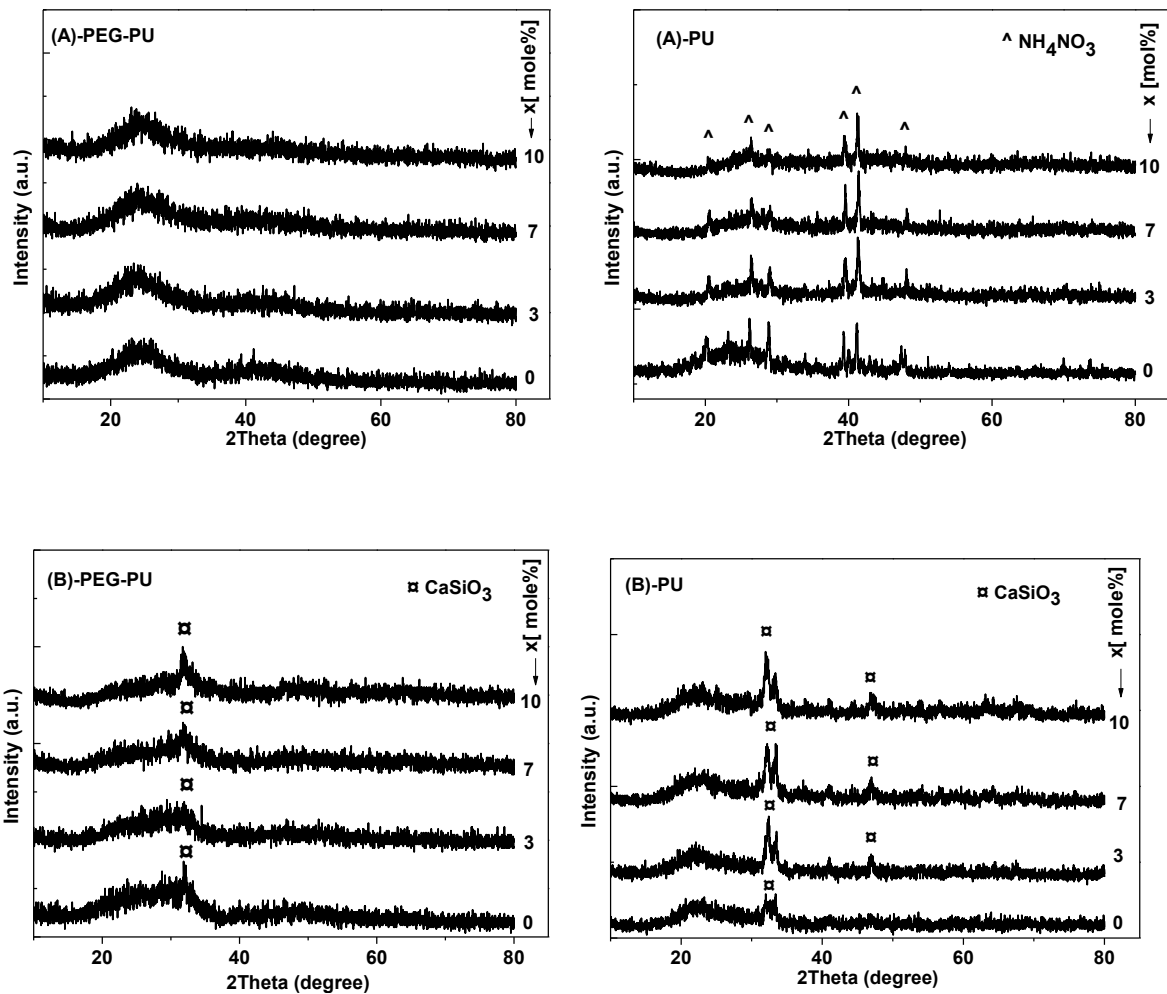 (A)-PEG-PU
x[ mole%]
10
7
3
0
Intensity (a.u.)
20 40 60 80
2Theta (degree)
(A)-PU
^ NH4NO3
x [mol%]
^ ^ ^ ^ ^ ^
10
7
3
0
Intensity (a.u.)
20 40 60 80
2Theta (degree)
(B)-PEG-PU
¤ CaSiO3
x[ mole%]
¤
10
¤
7
¤
3
¤
0
Intensity (a.u.)
20 40 60 80
2Theta (degree)
(B)-PU
¤ CaSiO3
x[ mole%]
¤
¤
10
¤
¤
7
¤
¤
3
¤
0
Intensity (a.u.)
20 40 60 80
2Theta (degree)